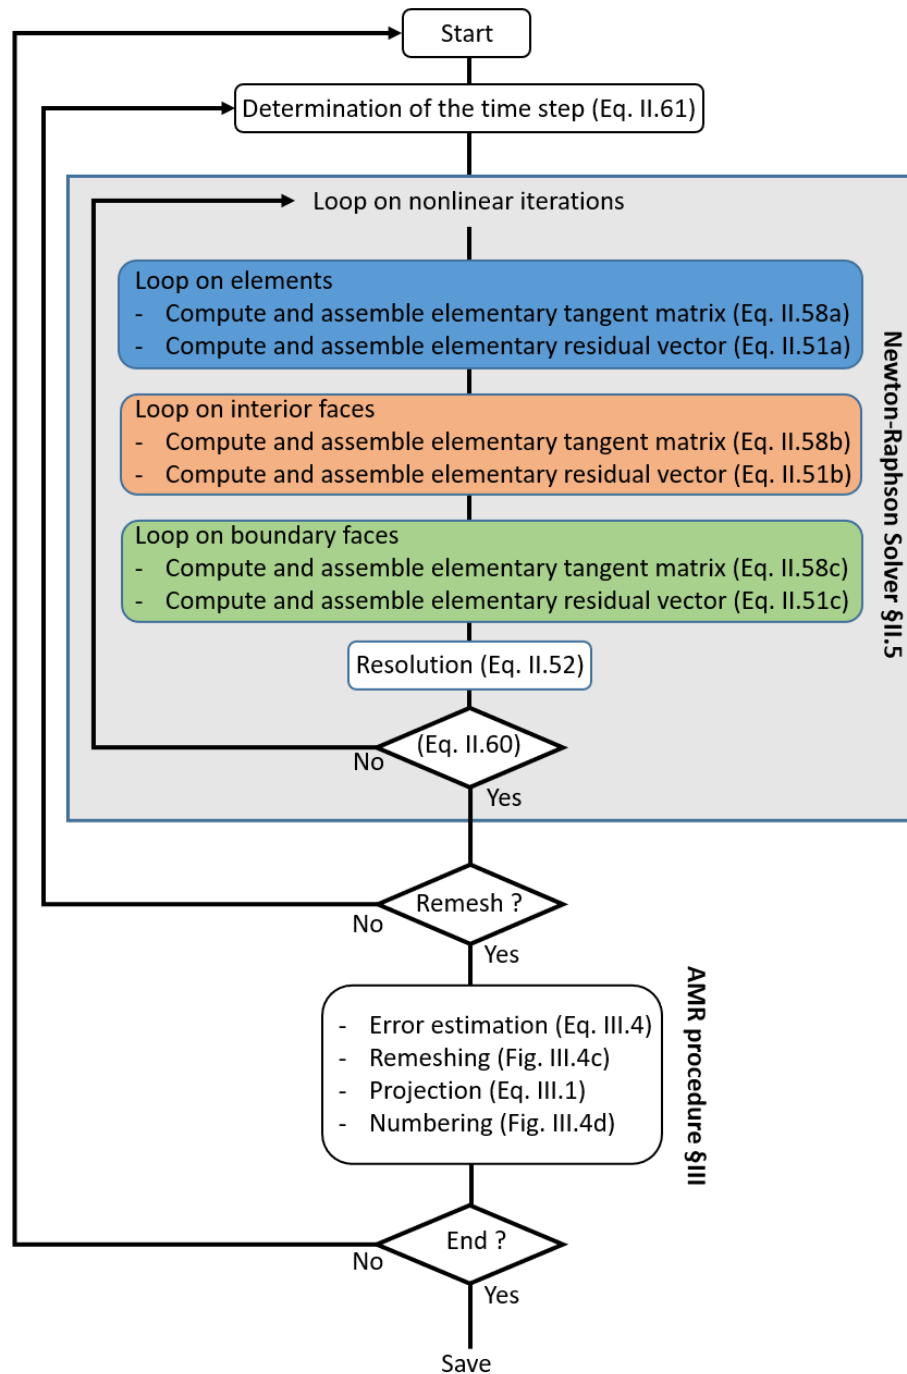 Start
Determination of the time step (Eq. II.61)
Loop on nonlinear iterations
Loop on elements
- Compute and assemble elementary tangent matrix (Eq. II.58a)
- Compute and assemble elementary residual vector (Eq. II.51a)
Loop on interior faces
- Compute and assemble elementary tangent matrix (Eq. II.58b)
- Compute and assemble elementary residual vector (Eq. II.51b)
Loop on boundary faces
- Compute and assemble elementary tangent matrix (Eq. II.58c)
- Compute and assemble elementary residual vector (Eq. II.51c)
Newton-Raphson Solver §II.5
Resolution (Eq. II.52)
(Eq. II.60)
No
Yes
Remesh ?
No
Yes
- Error estimation (Eq. III.4)
- Remeshing (Fig. III.4c)
- Projection (Eq. III.1)
- Numbering (Fig. III.4d)
AMR procedure §III
End ?
No
Yes
Save